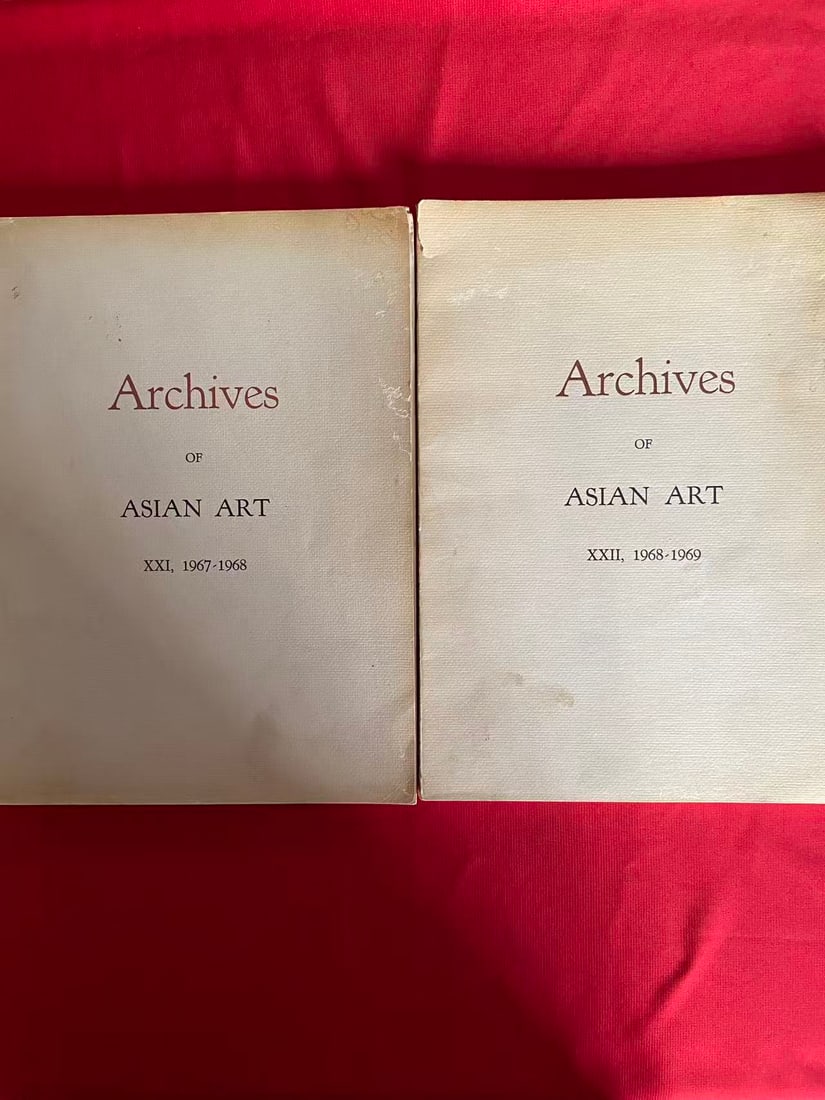 Archives
OF
ASIAN ART
XXI, 1967-1968
Archives
OF
ASIAN ART
XXII, 1968-1969